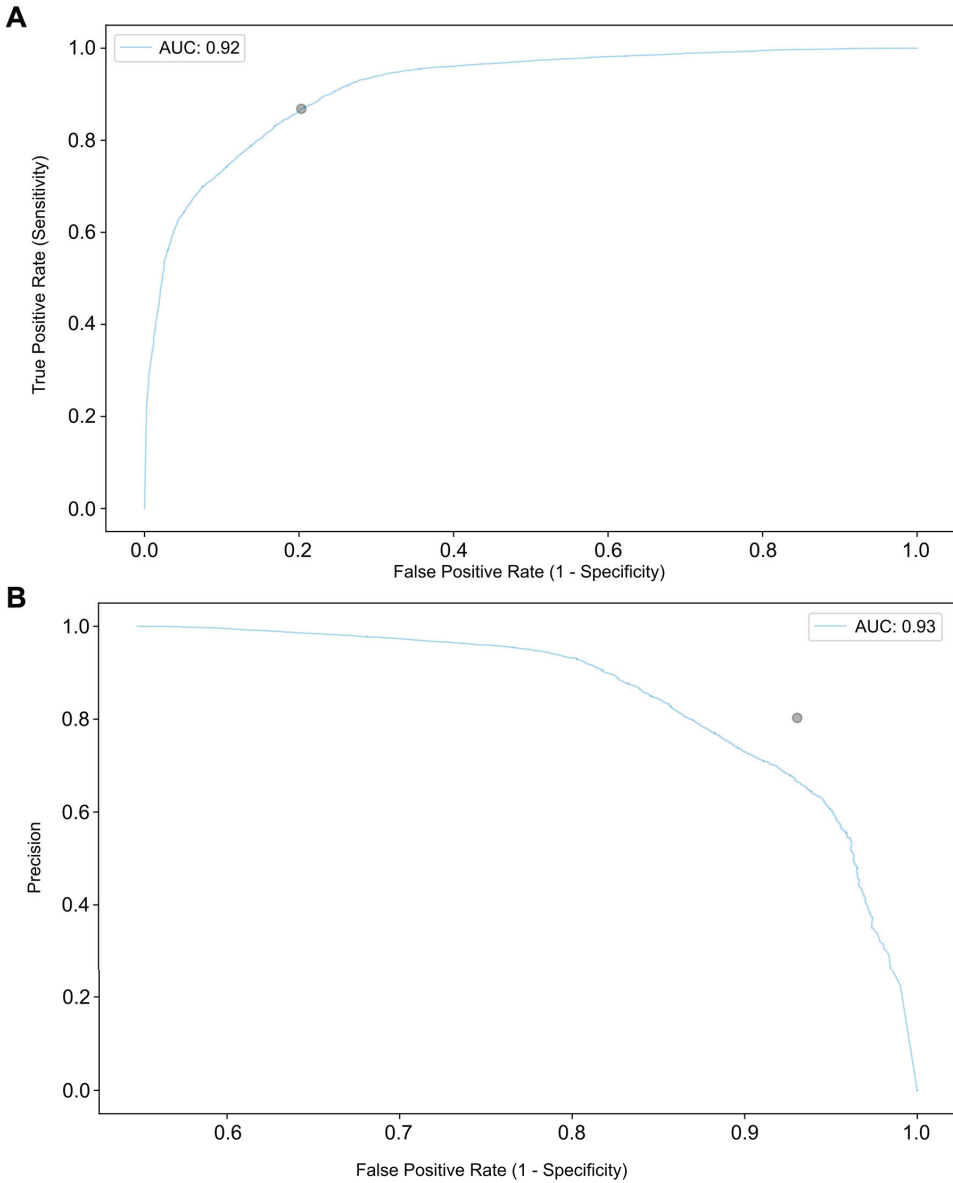 A
AUC: 0.92
1.0
0.8
0.6
0.4
0.2
0.0
True Positive Rate (Sensitivity)
0.0 0.2 0.4 0.6 0.8 1.0
False Positive Rate (1 - Specificity)
B
AUC: 0.93
1.0
0.8
0.6
0.4
0.2
0.0
Precision
0.6 0.7 0.8 0.9 1.0
False Positive Rate (1 - Specificity)